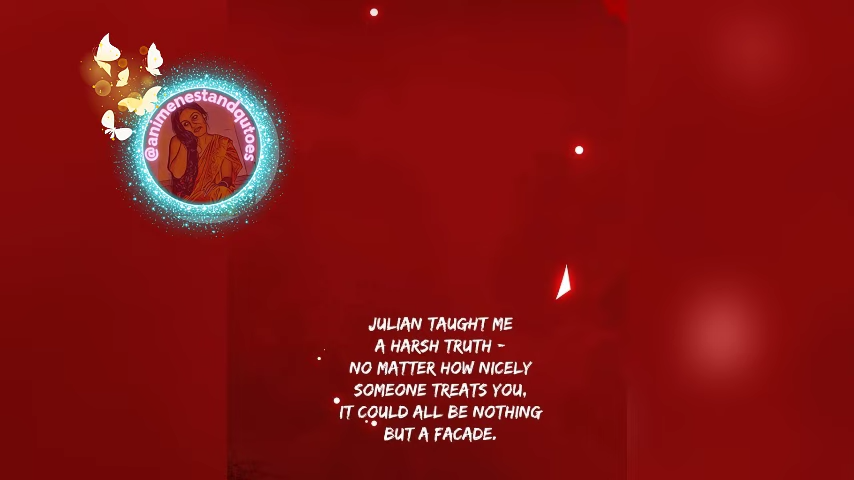 @animenestandqutoes
JULIAN TAUGHT ME
A HARSH TRUTH -
NO MATTER HOW NICELY
SOMEONE TREATS YOU,
IT COULD ALL BE NOTHING
BUT A FACADE.